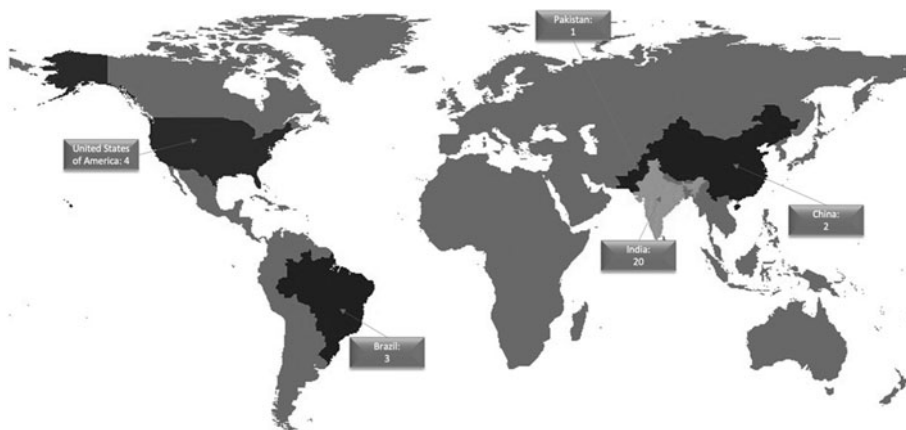 Pakistan:
1
United States
of America: 4
China:
2
India:
20
Brazil:
3